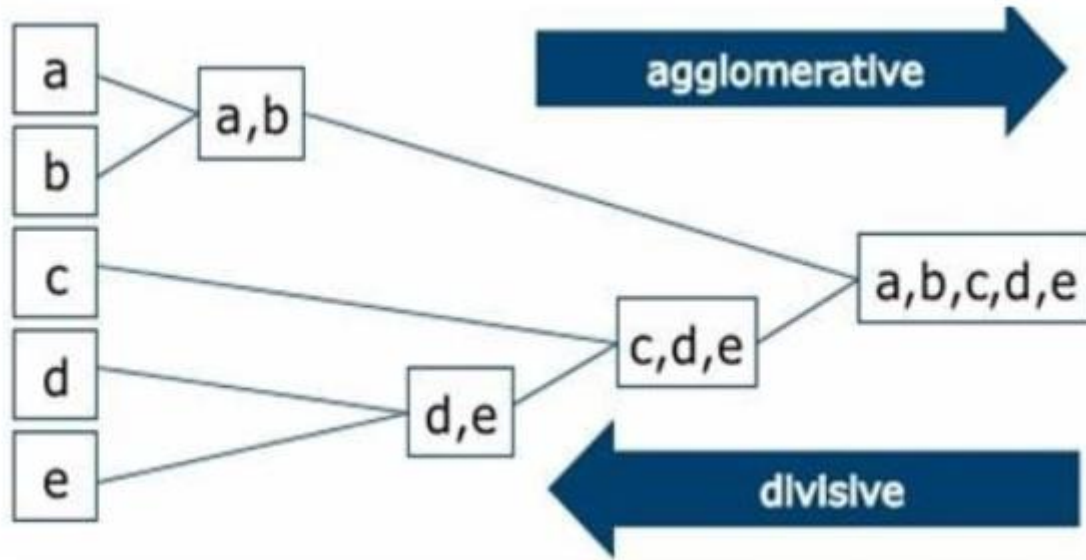 a
agglomerative
a,b
b
c
a,b,c,d,e
c,d,e
d
d,e
e
divisive